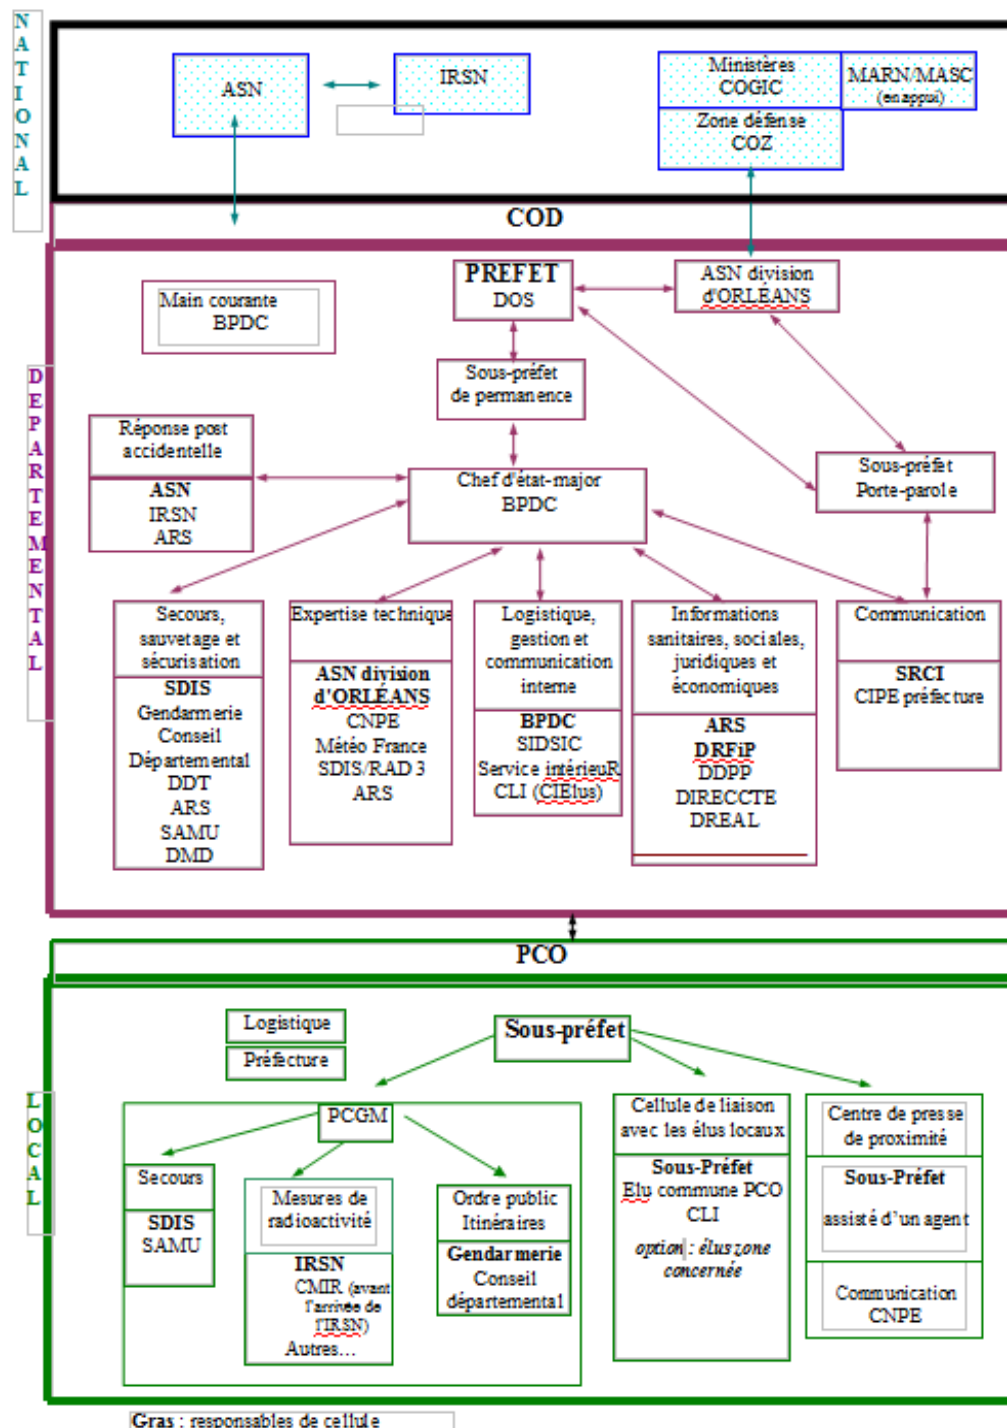 NATIONAL
ASN
IRSN
Ministères
COGIC
MARN/MASC
(en appui)
Zone défense
COZ
COD
DEPARTEMENTAL
PREFET
DOS
ASN division
d'ORLÉANS
Main courante
BPDC
Sous-préfet
de permanence
Réponse post
accidentelle
ASN
IRSN
ARS
Chef d'état-major
BPDC
Sous-préfet
Porte-parole
Secours,
sauvetage et
sécurisation
SDIS
Gendarmerie
Conseil
Départemental
DDT
ARS
SAMU
DMD
Expertise technique
ASN division
d'ORLÉANS
CNPE
Météo France
SDIS/RAD 3
ARS
Logistique,
gestion et
communication
interne
BPDC
SIDSIC
Service intérieuR
CLI (CIElus)
Informations
sanitaires, sociales,
juridiques et
économiques
ARS
DRFiP
DDPP
DIRECCTE
DREAL
Communication
SRCI
CIPE préfecture
PCO
LOCAL
Logistique
Préfecture
Sous-préfet
PCGM
Secours
SDIS
SAMU
Mesures de
radioactivité
IRSN
CMIR (avant
l'arrivée de
l'IRSN)
Autres…
Ordre public
Itinéraires
Gendarmerie
Conseil
départemental
Cellule de liaison
avec les élus locaux
Sous-Préfet
Elu commune PCO
CLI
option : élus zone
concernée
Centre de presse
de proximité
Sous-Préfet
assisté d'un agent
Communication
CNPE
Gras : responsables de cellule